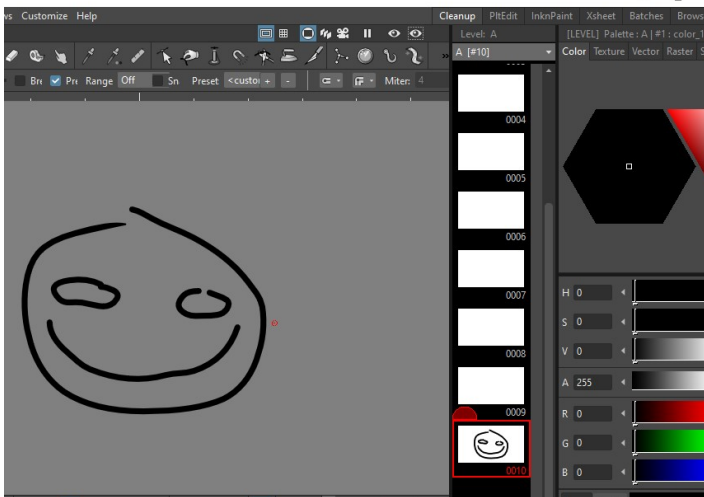 ws Customize Help
Cleanup PltEdit InknPaint Xsheet Batches Brows
Level: A
[LEVEL] Palette : A | #1 : color_1
A [#10]
Color Texture Vector Raster S
Bre Pre Range Off Sn Preset <custo + - Miter: 4
0004
0005
0006
0007
0008
0009
0010
H 0
S 0
V 0
A 255
R 0
G 0
B 0